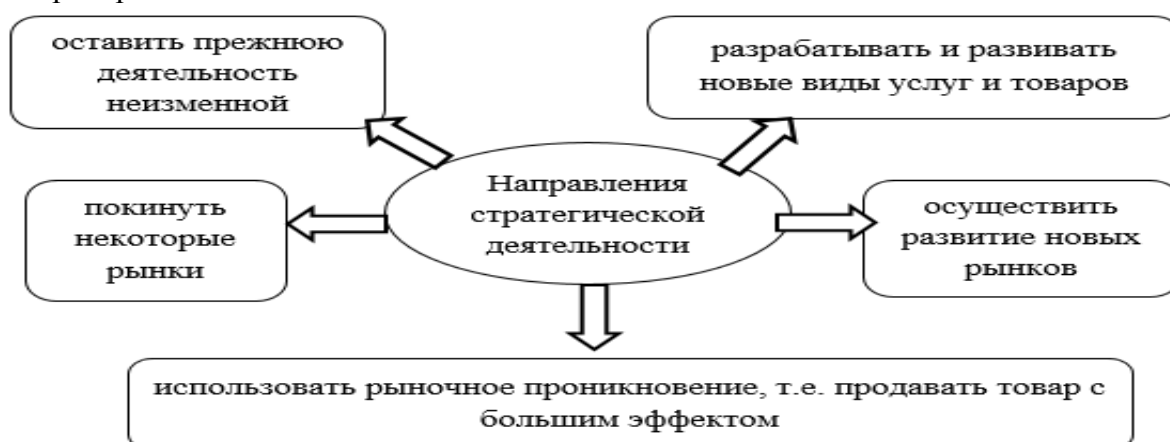 оставить прежнюю
деятельность
неизменной
разрабатывать и развивать
новые виды услуг и товаров
Направления
стратегической
деятельности
покинуть
некоторые
рынки
осуществить
развитие новых
рынков
использовать рыночное проникновение, т.е. продавать товар с
большим эффектом